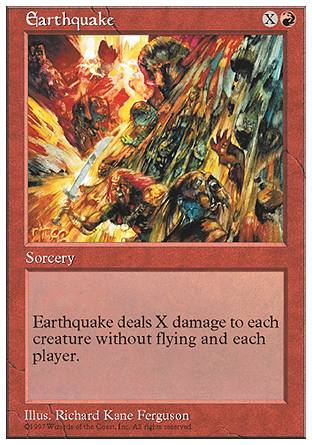 Earthquake X
Sorcery
Earthquake deals X damage to each
creature without flying and each
player.
Illus. Richard Kane Ferguson
©1997 Wizards of the Coast, Inc. All rights reserved.